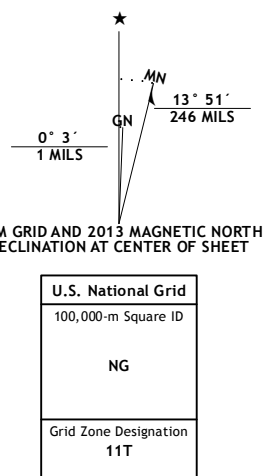 ★
MN
GN
13° 51´
246 MILS
0° 3´
1 MILS
M GRID AND 2013 MAGNETIC NORTH
ECLINATION AT CENTER OF SHEET
U.S. National Grid
100,000-m Square ID
NG
Grid Zone Designation
11T